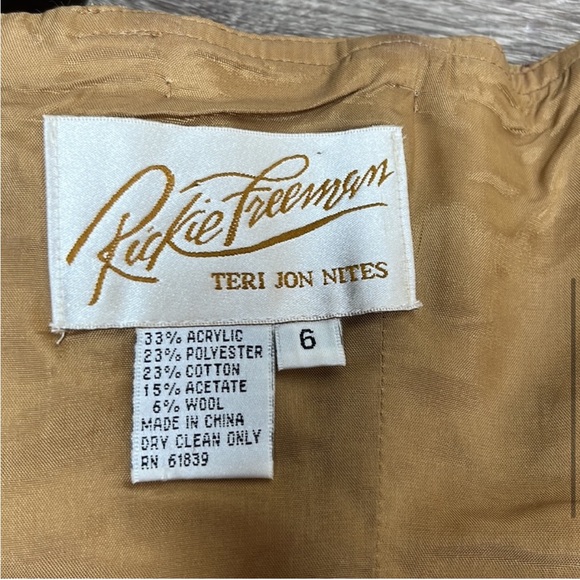 Rickie Freeman
TERI JON NITES
6
33% ACRYLIC
23% POLYESTER
23% COTTON
15% ACETATE
6% WOOL
MADE IN CHINA
DRY CLEAN ONLY
RN 61839